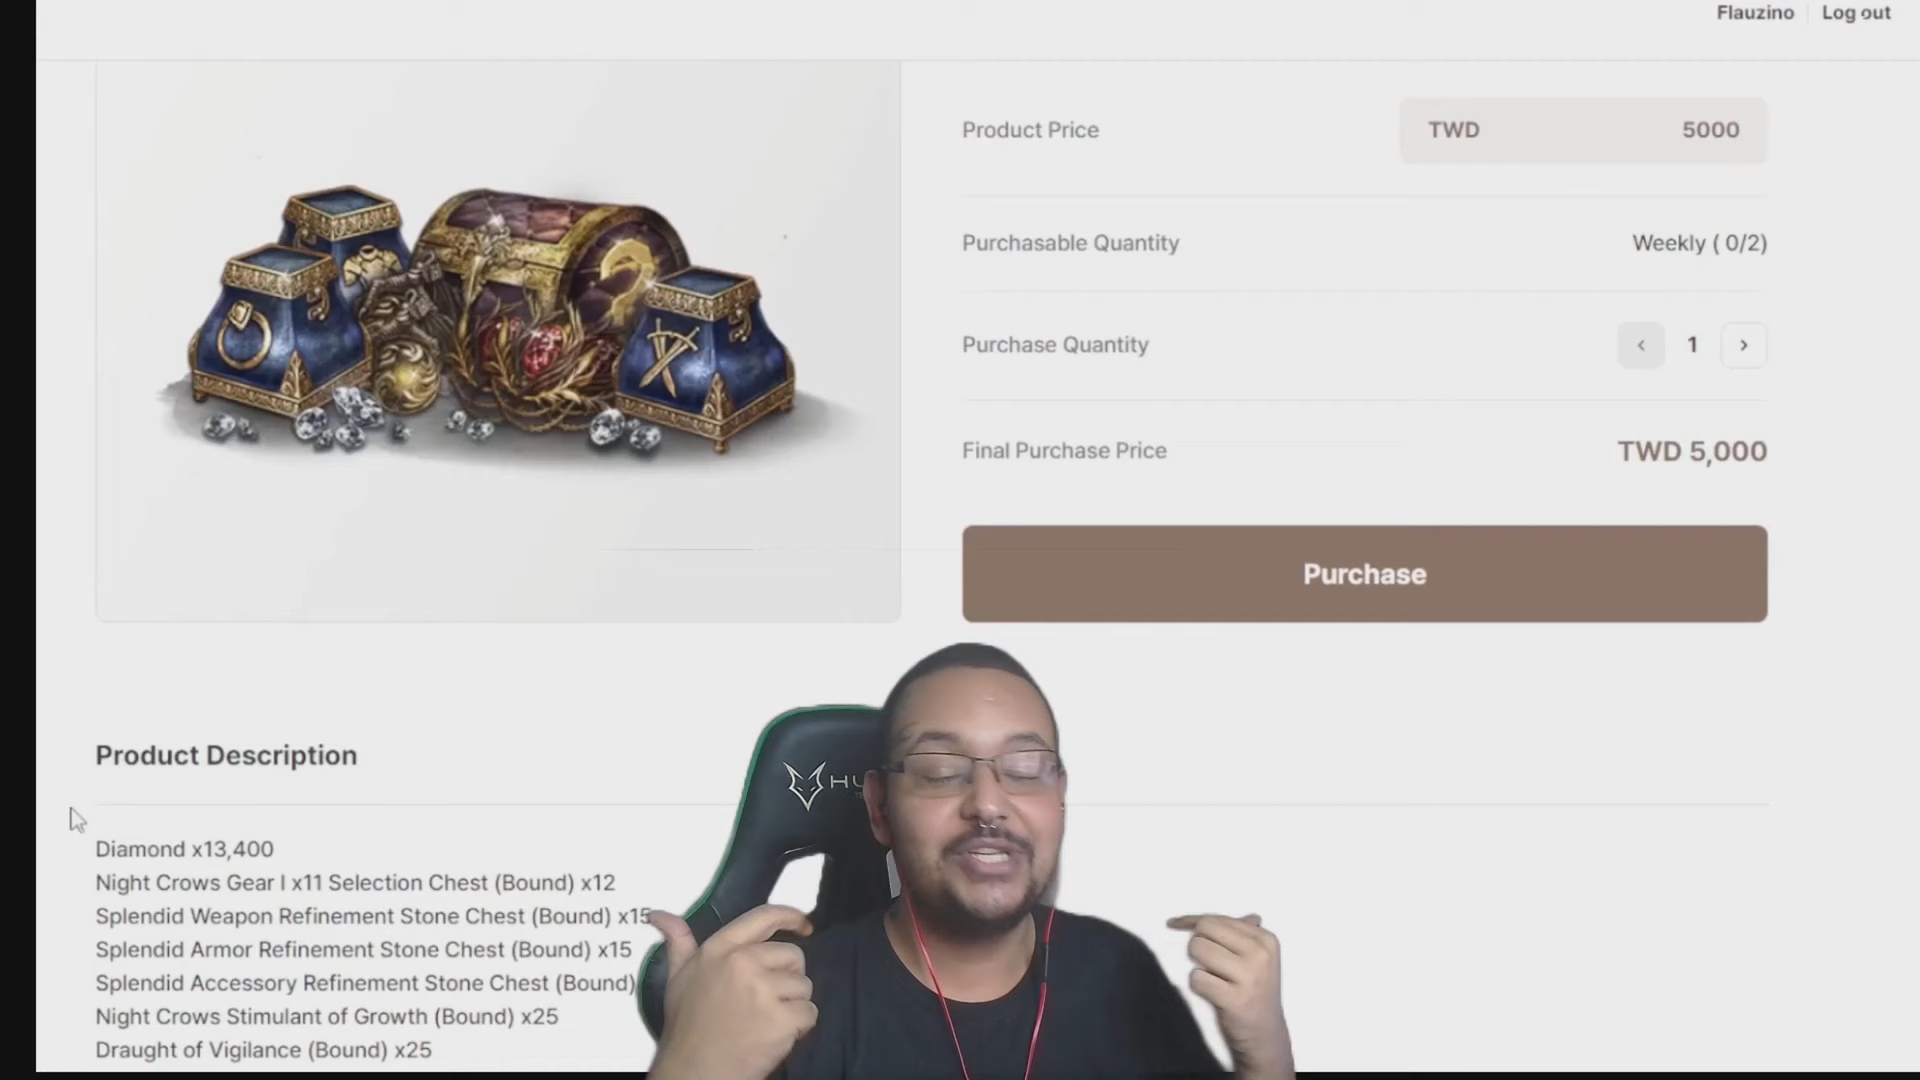 Flauzino
Log out
Product Price
TWD 5000
Purchasable Quantity
Weekly ( 0/2)
Purchase Quantity
1
Final Purchase Price
TWD 5,000
Purchase
Product Description
Diamond x13,400
Night Crows Gear I x11 Selection Chest (Bound) x12
Splendid Weapon Refinement Stone Chest (Bound) x15
Splendid Armor Refinement Stone Chest (Bound) x15
Splendid Accessory Refinement Stone Chest (Bound)
Night Crows Stimulant of Growth (Bound) x25
Draught of Vigilance (Bound) x25